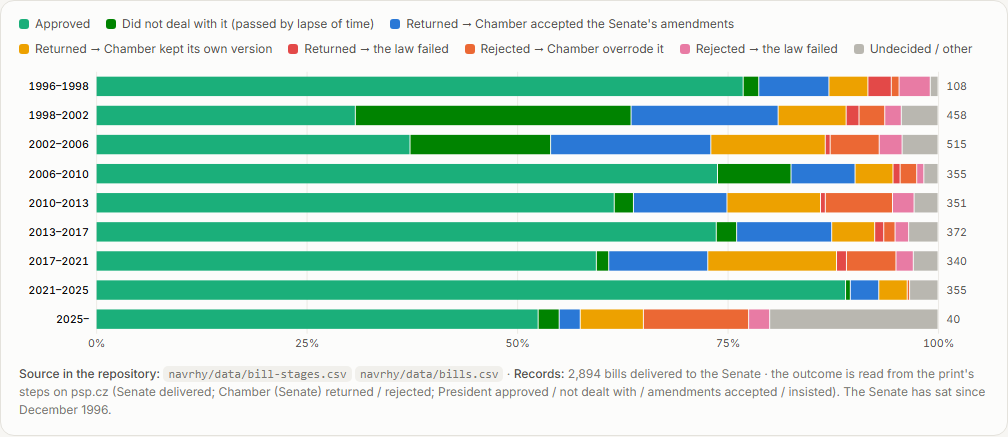 Approved Did not deal with it (passed by lapse of time) Returned → Chamber accepted the Senate's amendments
Returned → Chamber kept its own version Returned → the law failed Rejected → Chamber overrode it Rejected → the law failed Undecided / other
1996–1998 108
1998–2002 458
2002–2006 515
2006–2010 355
2010–2013 351
2013–2017 372
2017–2021 340
2021–2025 355
2025– 40
0% 25% 50% 75% 100%
Source in the repository: navrhy/data/bill-stages.csv navrhy/data/bills.csv · Records: 2,894 bills delivered to the Senate · the outcome is read from the print's
steps on psp.cz (Senate delivered; Chamber (Senate) returned / rejected; President approved / not dealt with / amendments accepted / insisted). The Senate has sat since
December 1996.